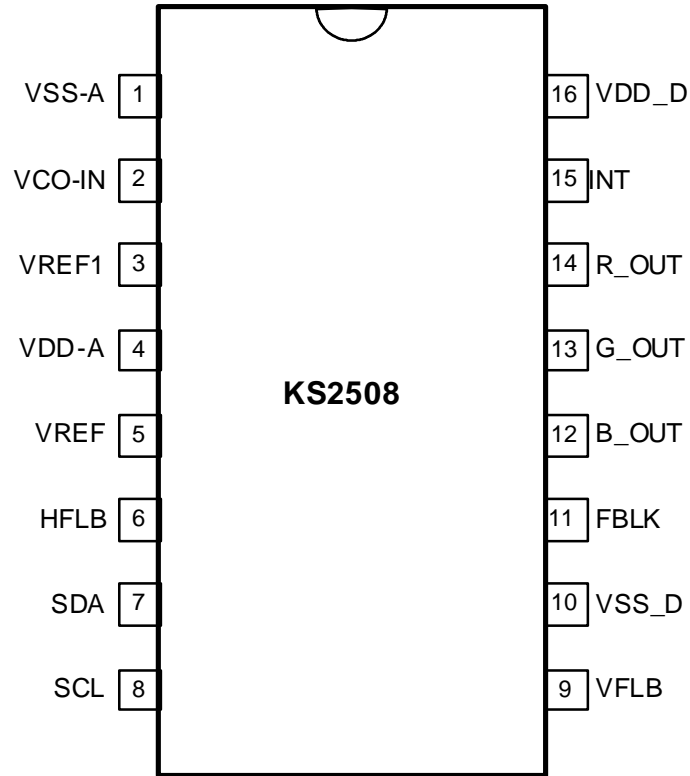 VSS-A 1 16 VDD_D
VCO-IN 2 15 INT
VREF1 3 14 R_OUT
VDD-A 4 13 G_OUT
KS2508
VREF 5 12 B_OUT
HFLB 6 11 FBLK
SDA 7 10 VSS_D
SCL 8 9 VFLB